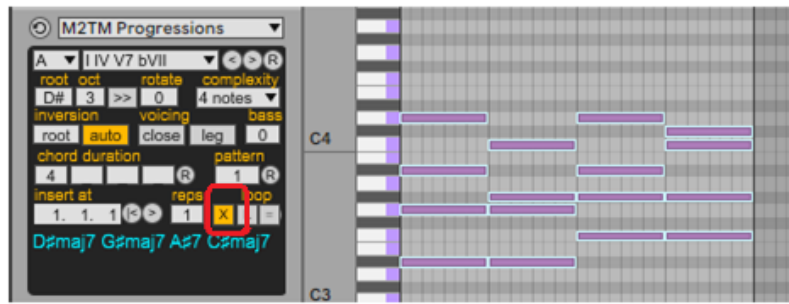 M2TM Progressions
A I IV V7 bVII < > R
root oct rotate complexity
D# 3 >> 0 4 notes
inversion voicing bass
root auto close leg 0
chord duration pattern
4 R 1 R
insert at reps loop
1. 1. 1 |< > 1 X =
D♯maj7 G♯maj7 A♯7 C♯maj7
C4
C3